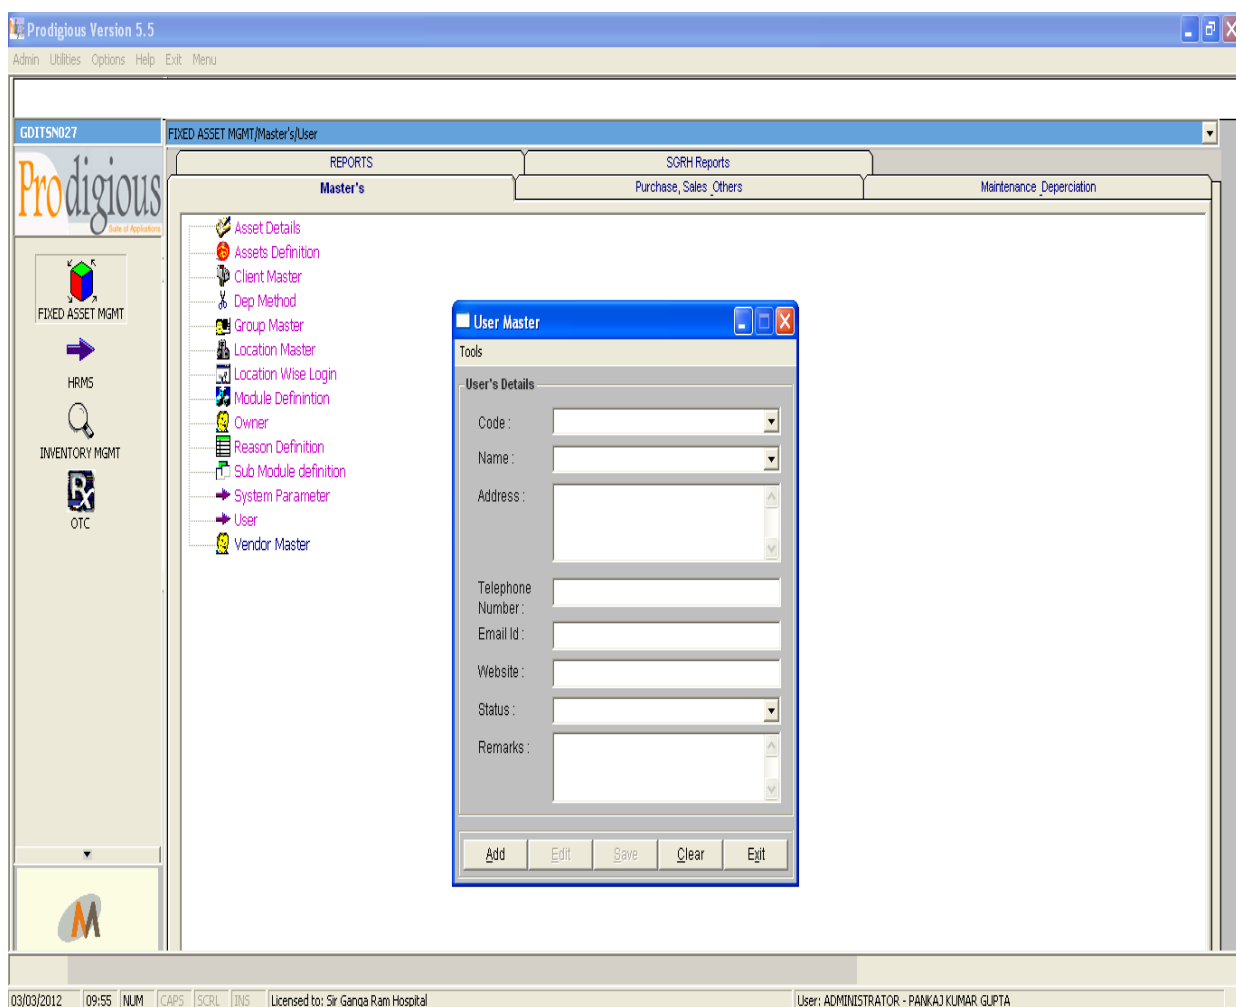 Prodigious Version 5.5
Admin Utilities Options Help Exit Menu
GDITSN027
FIXED ASSET MGMT/Master's/User
Prodigious
Suite of Applications
REPORTS
SGRH Reports
Master's
Purchase, Sales_Others
Maintenance_Deperciation
FIXED ASSET MGMT
HRMS
INVENTORY MGMT
OTC
Asset Details
Assets Definition
Client Master
Dep Method
Group Master
Location Master
Location Wise Login
Module Definintion
Owner
Reason Definition
Sub Module definition
System Parameter
User
Vendor Master
User Master
Tools
User's Details
Code :
Name :
Address :
Telephone
Number :
Email Id :
Website :
Status :
Remarks :
Add Edit Save Clear Exit
M
03/03/2012 09:55 NUM CAPS SCRL INS Licensed to: Sir Ganga Ram Hospital User: ADMINISTRATOR - PANKAJ KUMAR GUPTA